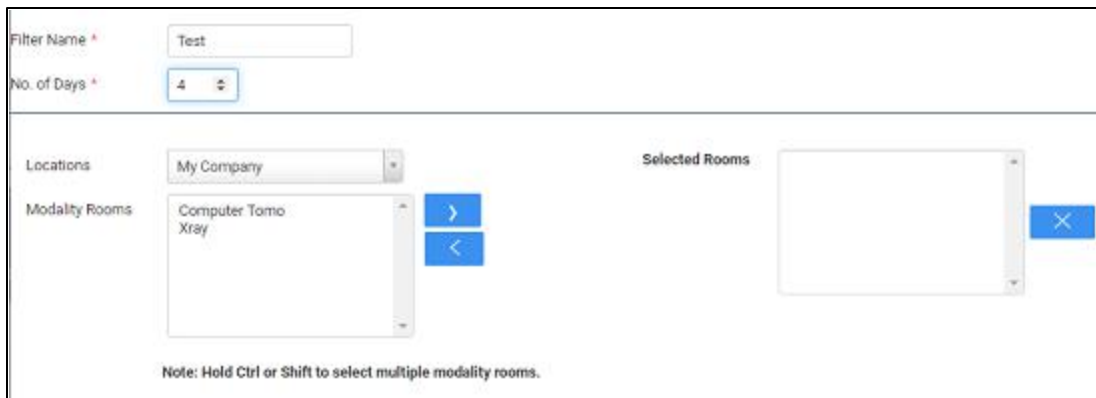 Filter Name *
Test
No. of Days *
4
Locations
My Company
Selected Rooms
Modality Rooms
Computer Tomo
Xray
Note: Hold Ctrl or Shift to select multiple modality rooms.